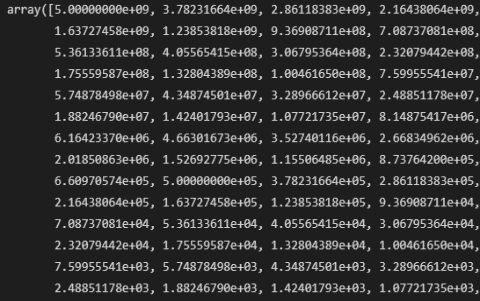 array([5.00000000e+09, 3.78231664e+09, 2.86118383e+09, 2.16438064e+09,
1.63727458e+09, 1.23853818e+09, 9.36908711e+08, 7.08737081e+08,
5.36133611e+08, 4.05565415e+08, 3.06795364e+08, 2.32079442e+08,
1.75559587e+08, 1.32804389e+08, 1.00461650e+08, 7.59955541e+07,
5.74878498e+07, 4.34874501e+07, 3.28966612e+07, 2.48851178e+07,
1.88246790e+07, 1.42401793e+07, 1.07721735e+07, 8.14875417e+06,
6.16423370e+06, 4.66301673e+06, 3.52740116e+06, 2.66834962e+06,
2.01850863e+06, 1.52692775e+06, 1.15506485e+06, 8.73764200e+05,
6.60970574e+05, 5.00000000e+05, 3.78231664e+05, 2.86118383e+05,
2.16438064e+05, 1.63727458e+05, 1.23853818e+05, 9.36908711e+04,
7.08737081e+04, 5.36133611e+04, 4.05565415e+04, 3.06795364e+04,
2.32079442e+04, 1.75559587e+04, 1.32804389e+04, 1.00461650e+04,
7.59955541e+03, 5.74878498e+03, 4.34874501e+03, 3.28966612e+03,
2.48851178e+03, 1.88246790e+03, 1.42401793e+03, 1.07721735e+03,